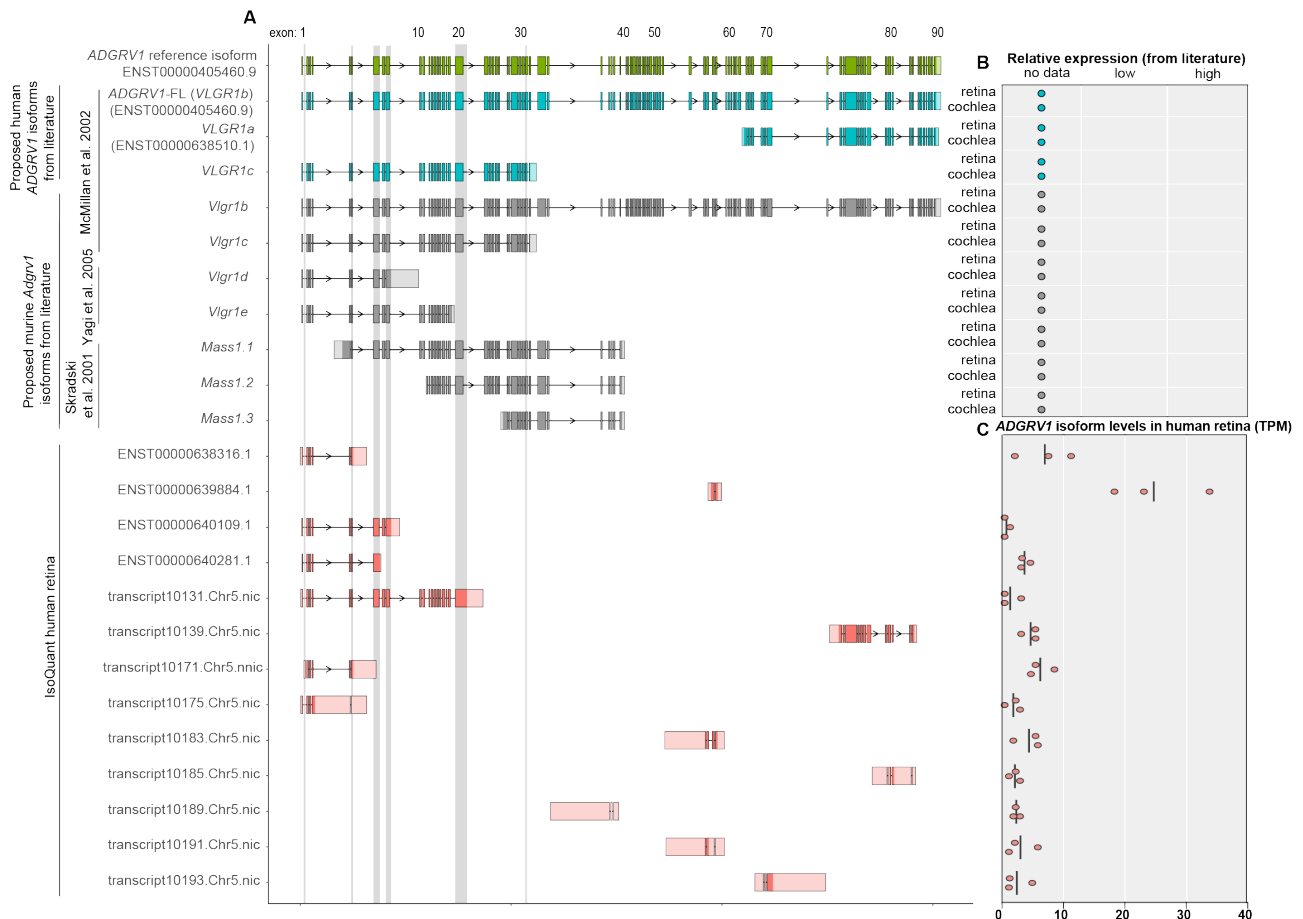 A
exon: 1 10 20 30 40 50 60 70 80 90
ADGRV1 reference isoform
ENST00000405460.9
Proposed human
ADGRV1 isoforms
from literature
McMillan et al. 2002
ADGRV1-FL (VLGR1b)
(ENST00000405460.9)
VLGR1a
(ENST00000638510.1)
VLGR1c
Proposed murine Adgrv1
isoforms from literature
Vlgr1b
Vlgr1c
Yagi et al. 2005
Vlgr1d
Vlgr1e
Skradski
et al. 2001
Mass1.1
Mass1.2
Mass1.3
IsoQuant human retina
ENST00000638316.1
ENST00000639884.1
ENST00000640109.1
ENST00000640281.1
transcript10131.Chr5.nic
transcript10139.Chr5.nic
transcript10171.Chr5.nnic
transcript10175.Chr5.nic
transcript10183.Chr5.nic
transcript10185.Chr5.nic
transcript10189.Chr5.nic
transcript10191.Chr5.nic
transcript10193.Chr5.nic
B
Relative expression (from literature)
no data low high
retina
cochlea
retina
cochlea
retina
cochlea
retina
cochlea
retina
cochlea
retina
cochlea
retina
cochlea
retina
cochlea
retina
cochlea
retina
cochlea
C
ADGRV1 isoform levels in human retina (TPM)
0 10 20 30 40